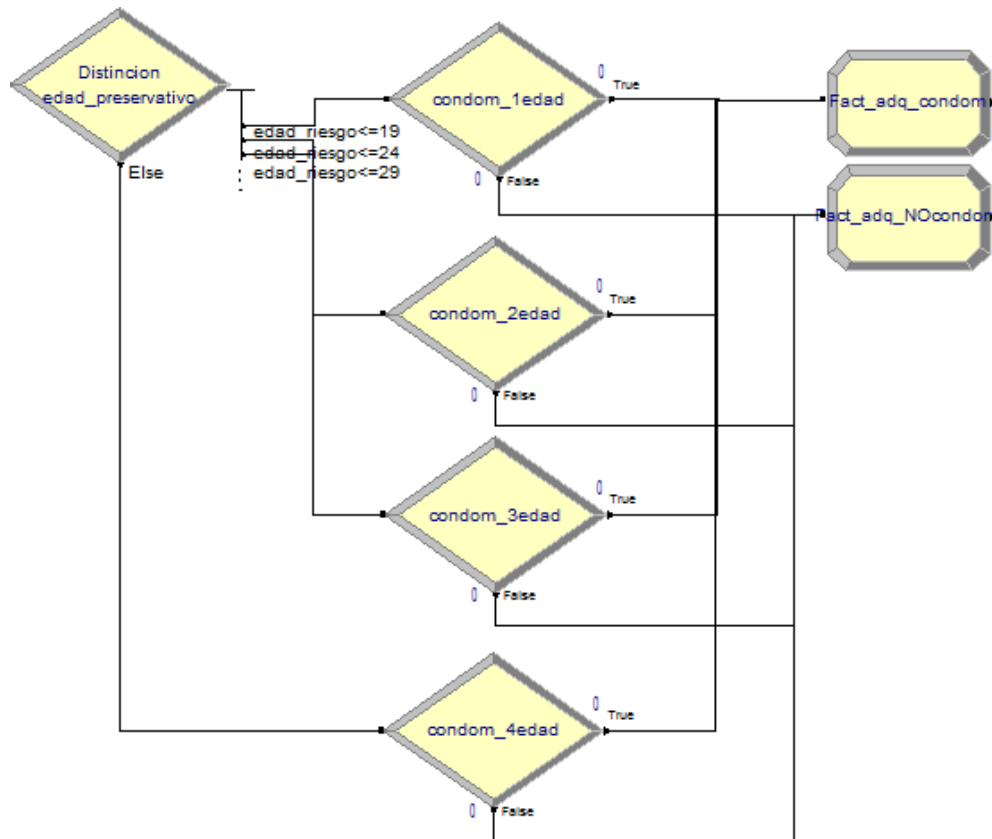 Distincion
edad_preservativo
edad_riesgo<=19
edad_riesgo<=24
edad_riesgo<=29
Else
condom_1edad
0
True
0
False
Fact_adq_condom
Fact_adq_NOcondom
condom_2edad
0
True
0
False
condom_3edad
0
True
0
False
condom_4edad
0
True
0
False